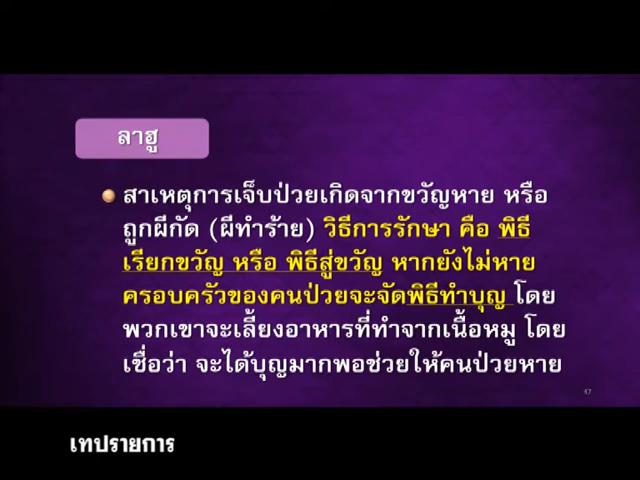 ลาฮู
สาเหตุการเจ็บป่วยเกิดจากขวัญหาย หรือ
ถูกผีกัด (ผีทำร้าย) วิธีการรักษา คือ พิธี
เรียกขวัญ หรือ พิธีสู่ขวัญ หากยังไม่หาย
ครอบครัวของคนป่วยจะจัดพิธีทำบุญ โดย
พวกเขาจะเลี้ยงอาหารที่ทำจากเนื้อหมู โดย
เชื่อว่า จะได้บุญมากพอช่วยให้คนป่วยหาย
47
เทปรายการ